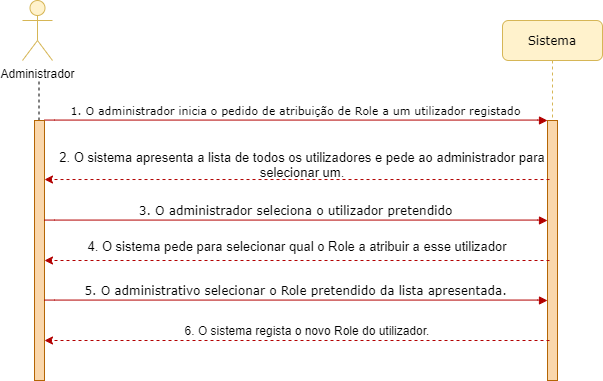 Sistema
Administrador
1. O administrador inicia o pedido de atribuição de Role a um utilizador registado
2. O sistema apresenta a lista de todos os utilizadores e pede ao administrador para
selecionar um.
3. O administrador seleciona o utilizador pretendido
4. O sistema pede para selecionar qual o Role a atribuir a esse utilizador
5. O administrativo selecionar o Role pretendido da lista apresentada.
6. O sistema regista o novo Role do utilizador.